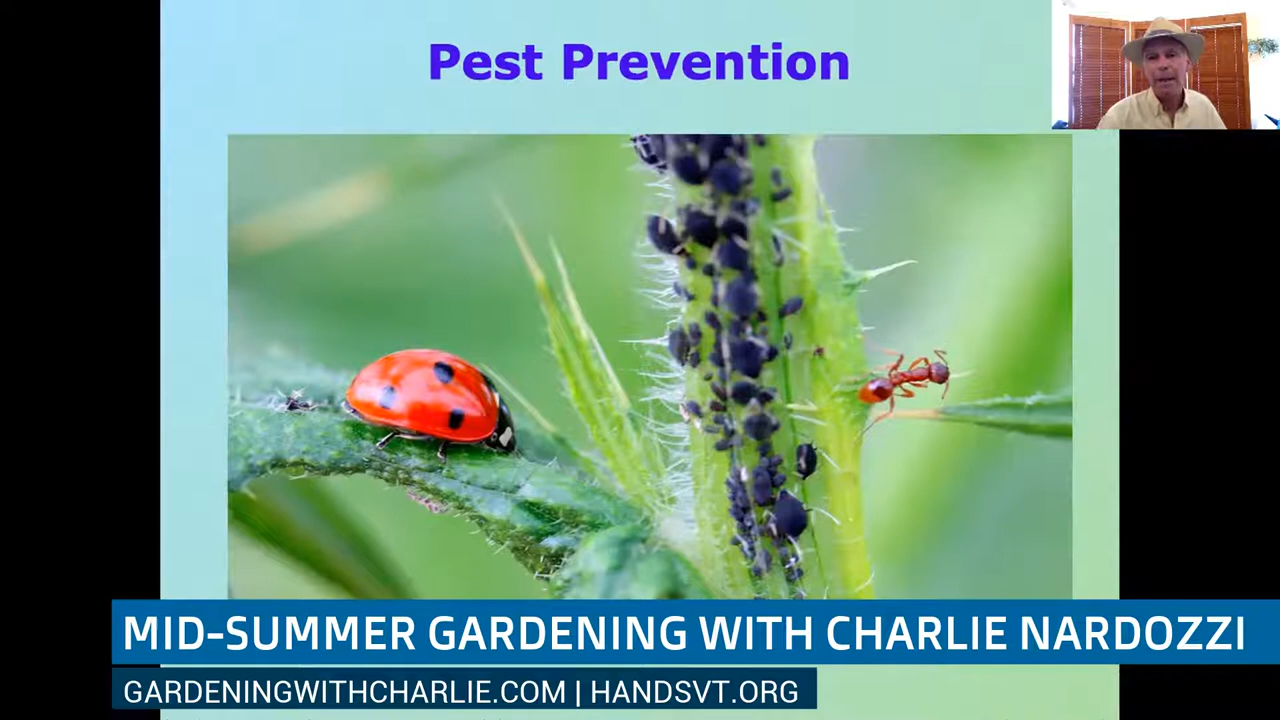 Pest Prevention
MID-SUMMER GARDENING WITH CHARLIE NARDOZZI
GARDENINGWITHCHARLIE.COM | HANDSVT.ORG